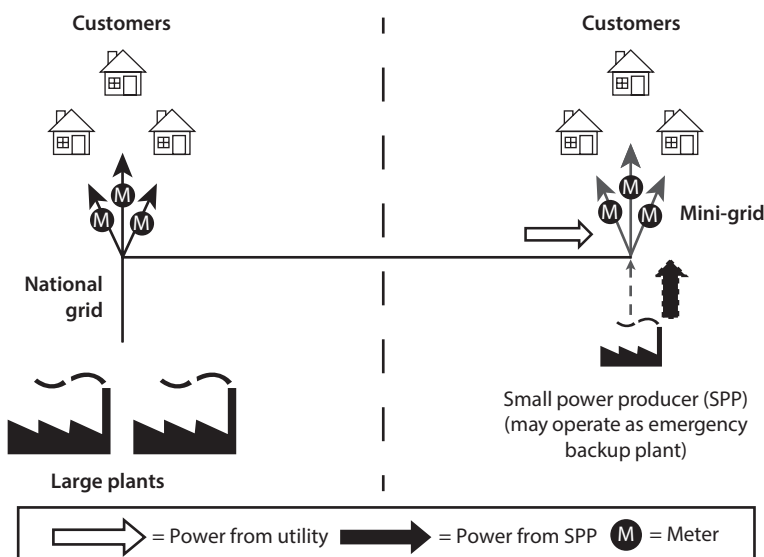 Customers
Customers
M
M
M
M
M
M
Mini-grid
National
grid
Small power producer (SPP)
(may operate as emergency
backup plant)
Large plants
= Power from utility = Power from SPP M = Meter